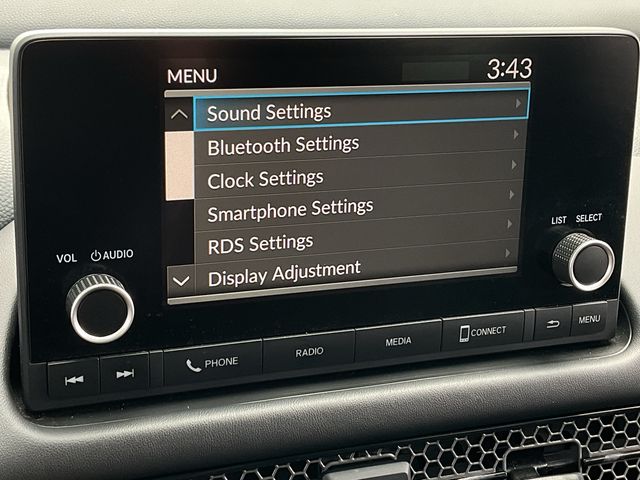 MENU 3:43
Sound Settings
Bluetooth Settings
Clock Settings
Smartphone Settings
RDS Settings
Display Adjustment
VOL AUDIO
LIST SELECT
PHONE RADIO MEDIA CONNECT MENU